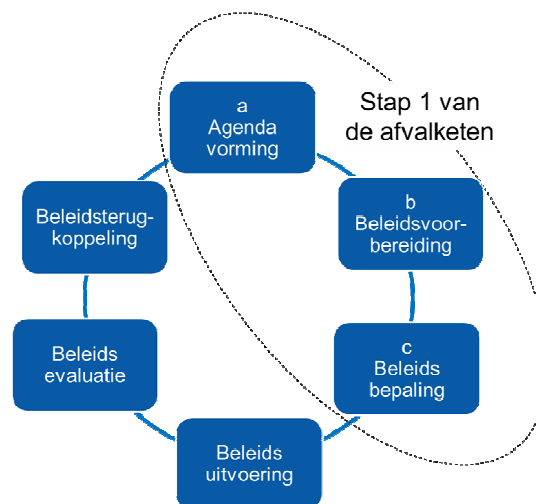 Stap 1 van
de afvalketen
a
Agenda
vorming
b
Beleidsvoor-
bereiding
c
Beleids
bepaling
Beleids
uitvoering
Beleids
evaluatie
Beleidsterug-
koppeling